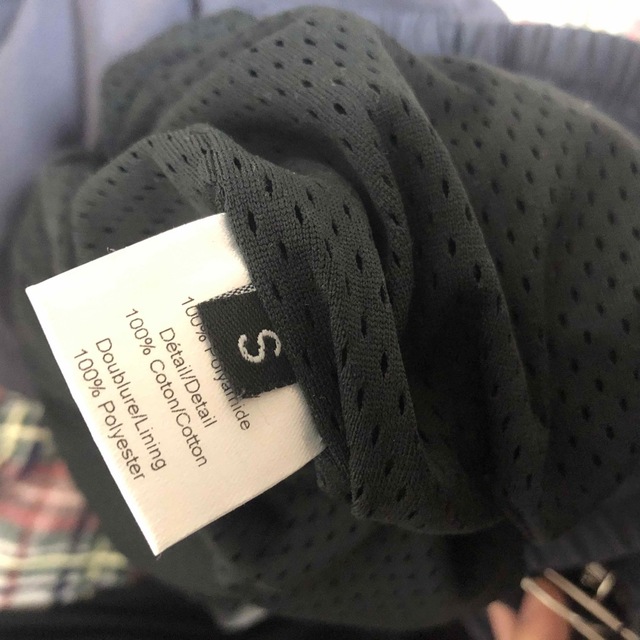 S
100% Polyamide
Détail/Detail
100% Coton/Cotton
Doublure/Lining
100% Polyester